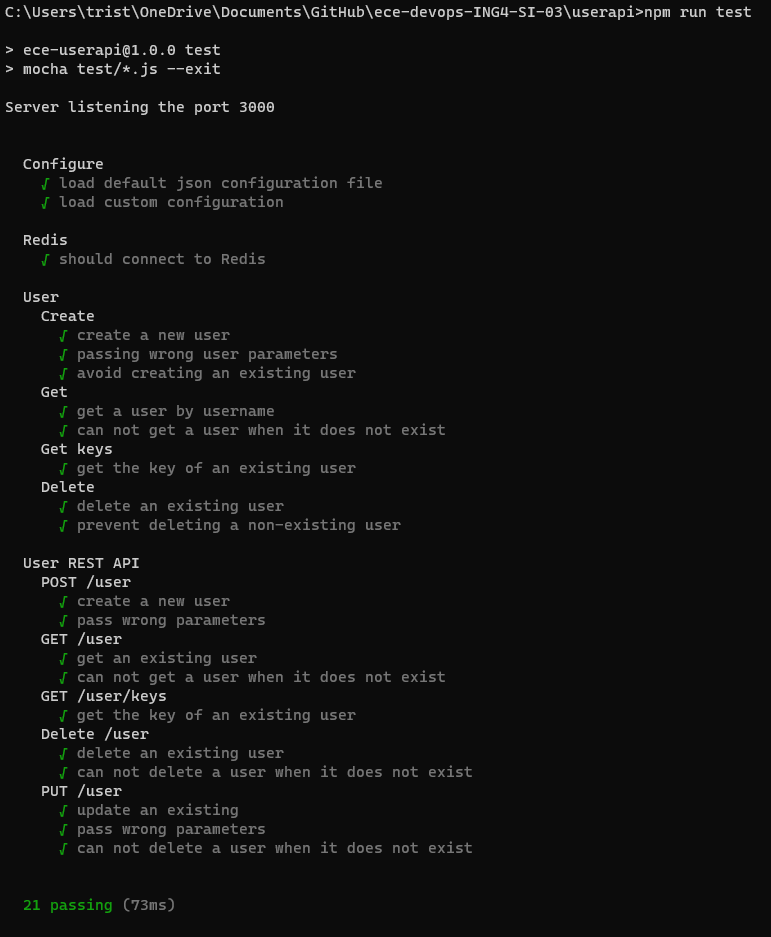 C:\Users\trist\OneDrive\Documents\GitHub\ece-devops-ING4-SI-03\userapi>npm run test
> ece-userapi@1.0.0 test
> mocha test/*.js --exit
Server listening the port 3000
Configure
√ load default json configuration file
√ load custom configuration
Redis
√ should connect to Redis
User
Create
√ create a new user
√ passing wrong user parameters
√ avoid creating an existing user
Get
√ get a user by username
√ can not get a user when it does not exist
Get keys
√ get the key of an existing user
Delete
√ delete an existing user
√ prevent deleting a non-existing user
User REST API
POST /user
√ create a new user
√ pass wrong parameters
GET /user
√ get an existing user
√ can not get a user when it does not exist
GET /user/keys
√ get the key of an existing user
Delete /user
√ delete an existing user
√ can not delete a user when it does not exist
PUT /user
√ update an existing
√ pass wrong parameters
√ can not delete a user when it does not exist
21 passing (73ms)